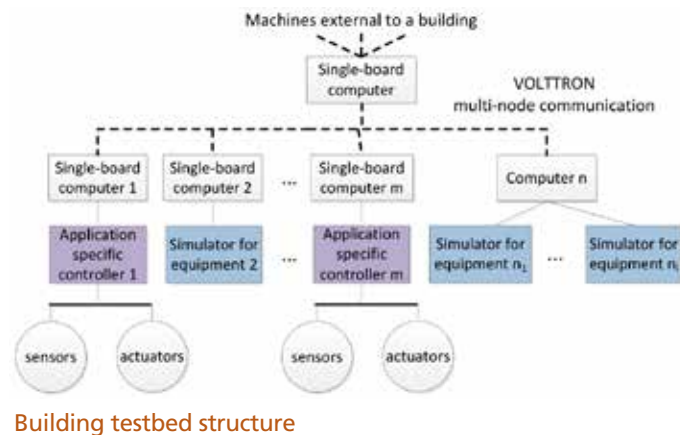 Machines external to a building
Single-board
computer
VOLTTRON
multi-node communication
Single-board
computer 1
Single-board
computer 2
...
Single-board
computer m
Computer n
Application
specific
controller 1
Simulator for
equipment 2
...
Application
specific
controller m
Simulator for
equipment n₁
...
Simulator for
equipment n
sensors
actuators
sensors
actuators
Building testbed structure